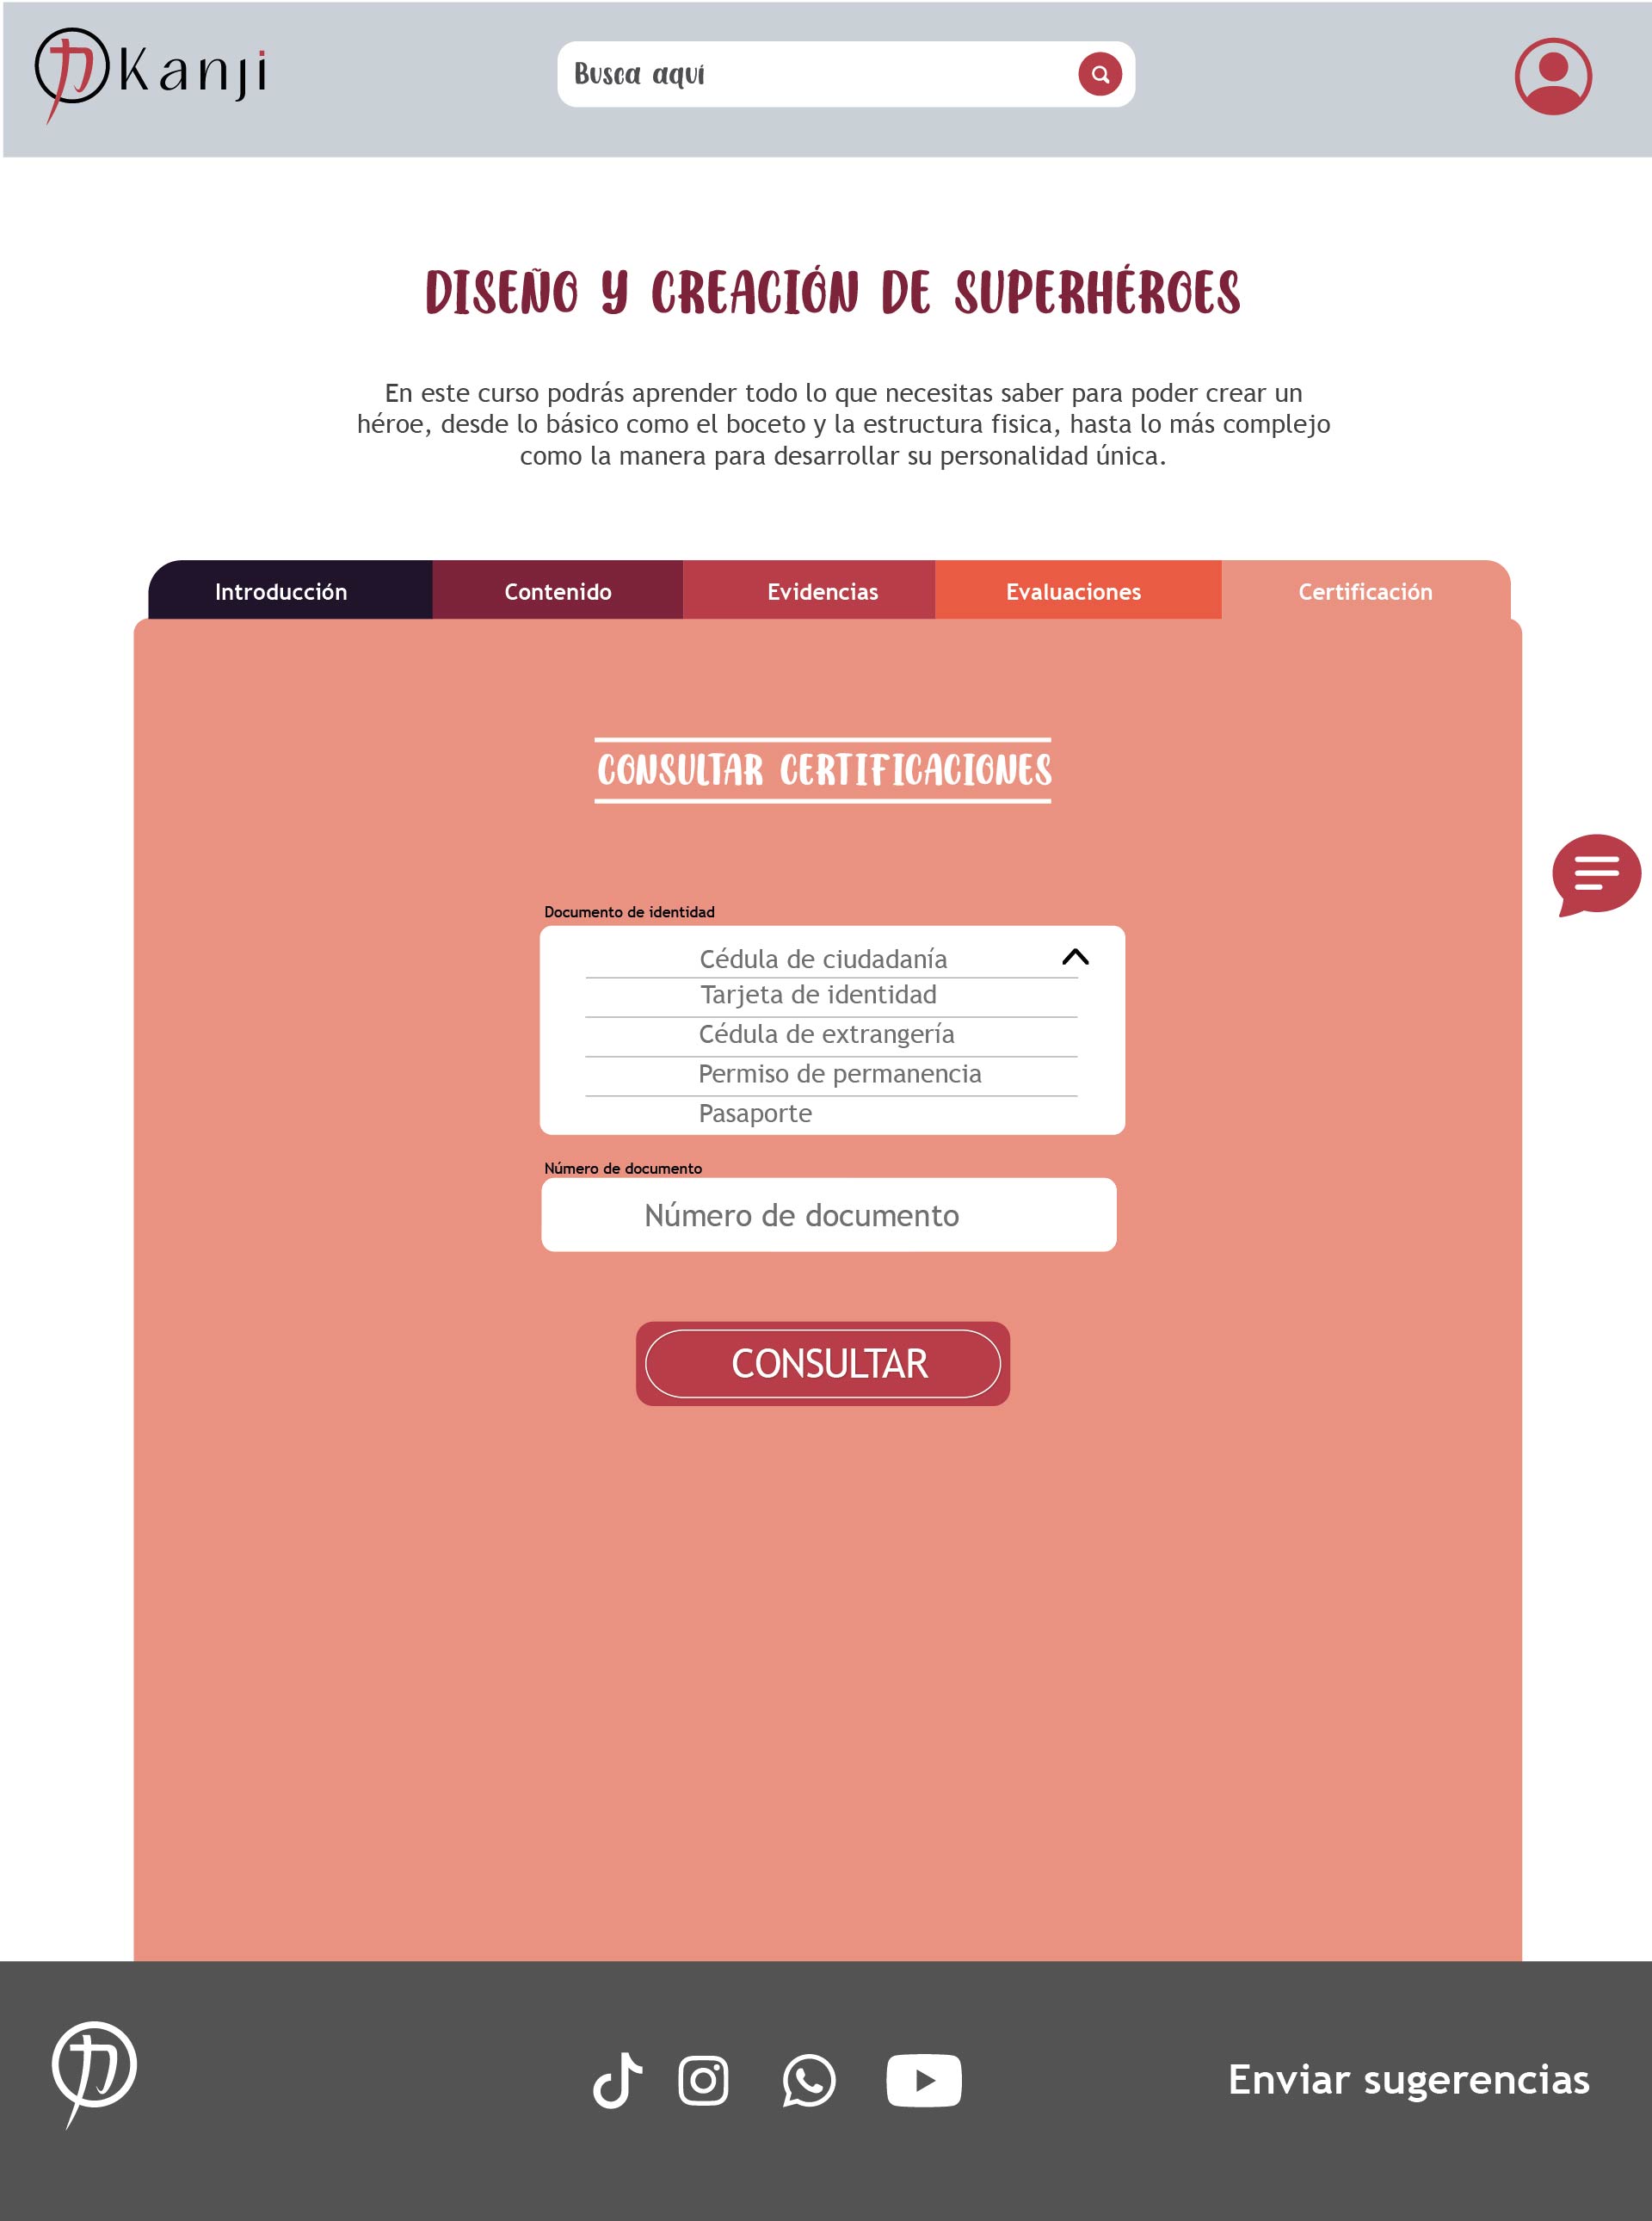 Kanji
Busca aquí
DISEÑO Y CREACIÓN DE SUPERHÉROES
En este curso podrás aprender todo lo que necesitas saber para poder crear un
héroe, desde lo básico como el boceto y la estructura fisica, hasta lo más complejo
como la manera para desarrollar su personalidad única.
Introducción Contenido Evidencias Evaluaciones Certificación
CONSULTAR CERTIFICACIONES
Documento de identidad
Cédula de ciudadanía
Tarjeta de identidad
Cédula de extrangería
Permiso de permanencia
Pasaporte
Número de documento
Número de documento
CONSULTAR
Enviar sugerencias